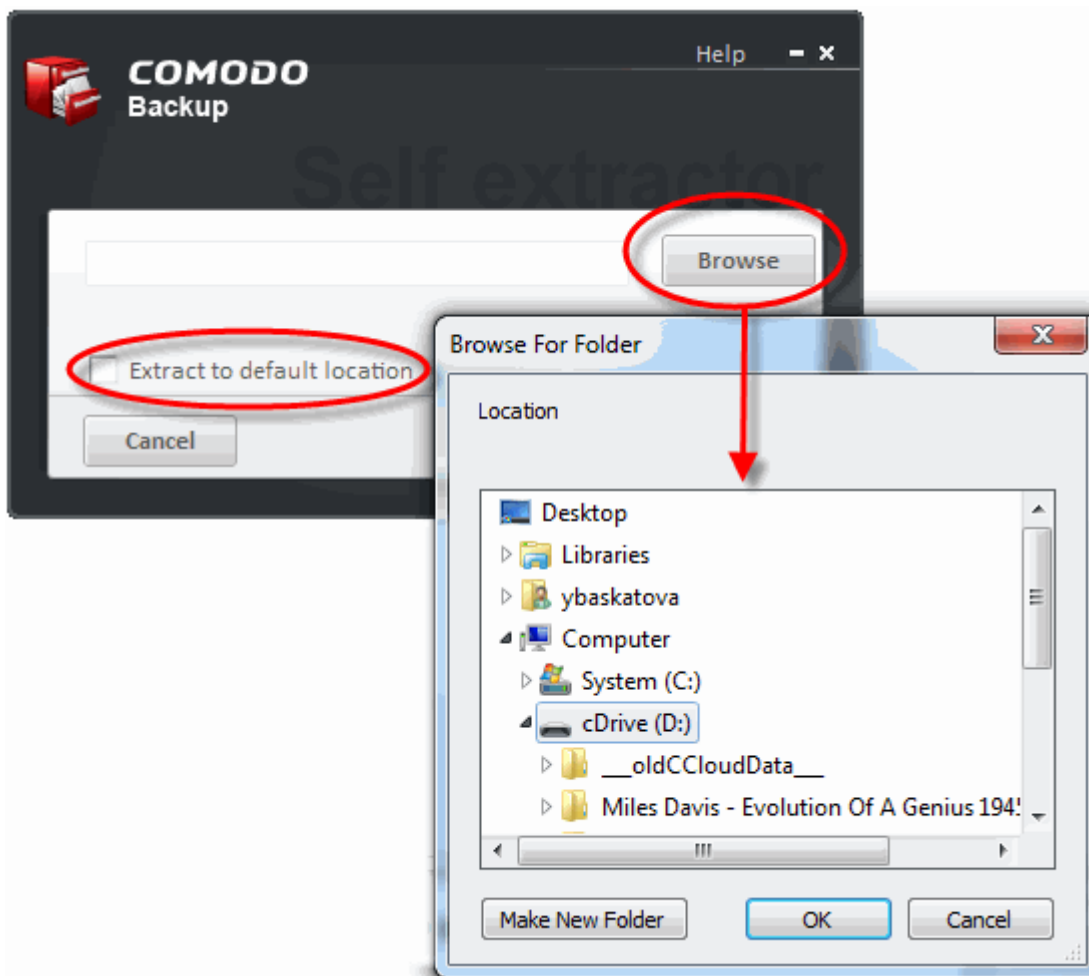 Help
COMODO
Backup
Self extractor
Browse
Extract to default location
Cancel
Browse For Folder
Location
Desktop
Libraries
ybaskatova
Computer
System (C:)
cDrive (D:)
__oldCCloudData__
Miles Davis - Evolution Of A Genius 194
Make New Folder
OK
Cancel